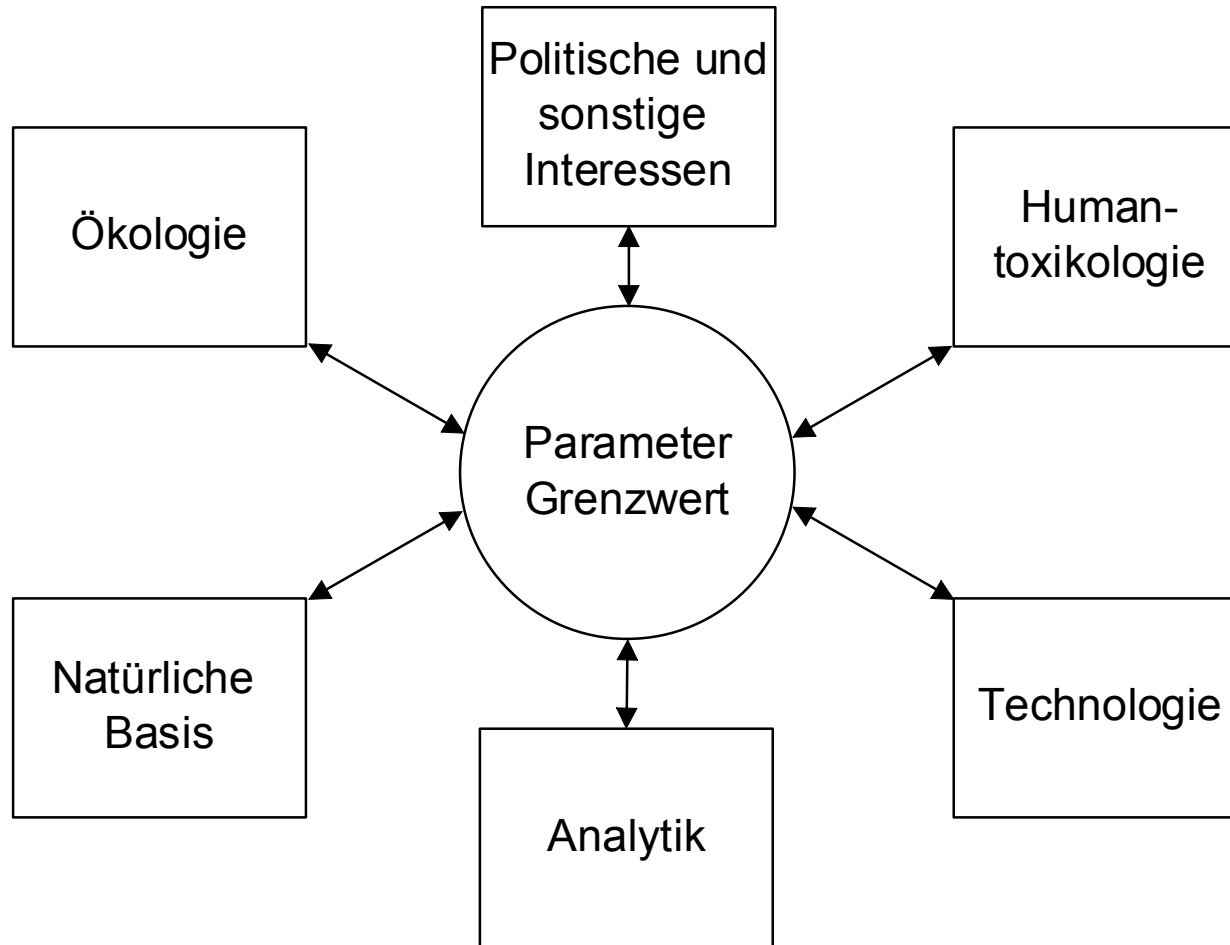 Politische und
sonstige
Interessen
Ökologie
Human-
toxikologie
Parameter
Grenzwert
Natürliche
Basis
Technologie
Analytik